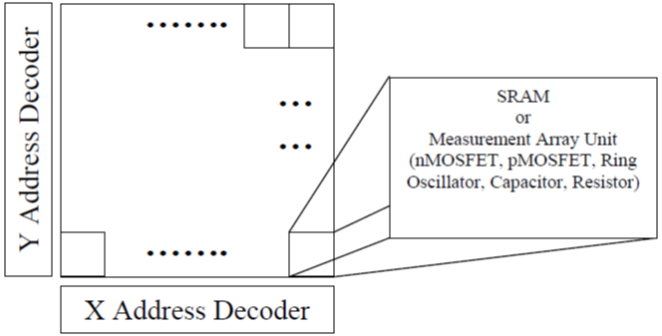 Y Address Decoder
SRAM
or
Measurement Array Unit
(nMOSFET, pMOSFET, Ring
Oscillator, Capacitor, Resistor)
X Address Decoder